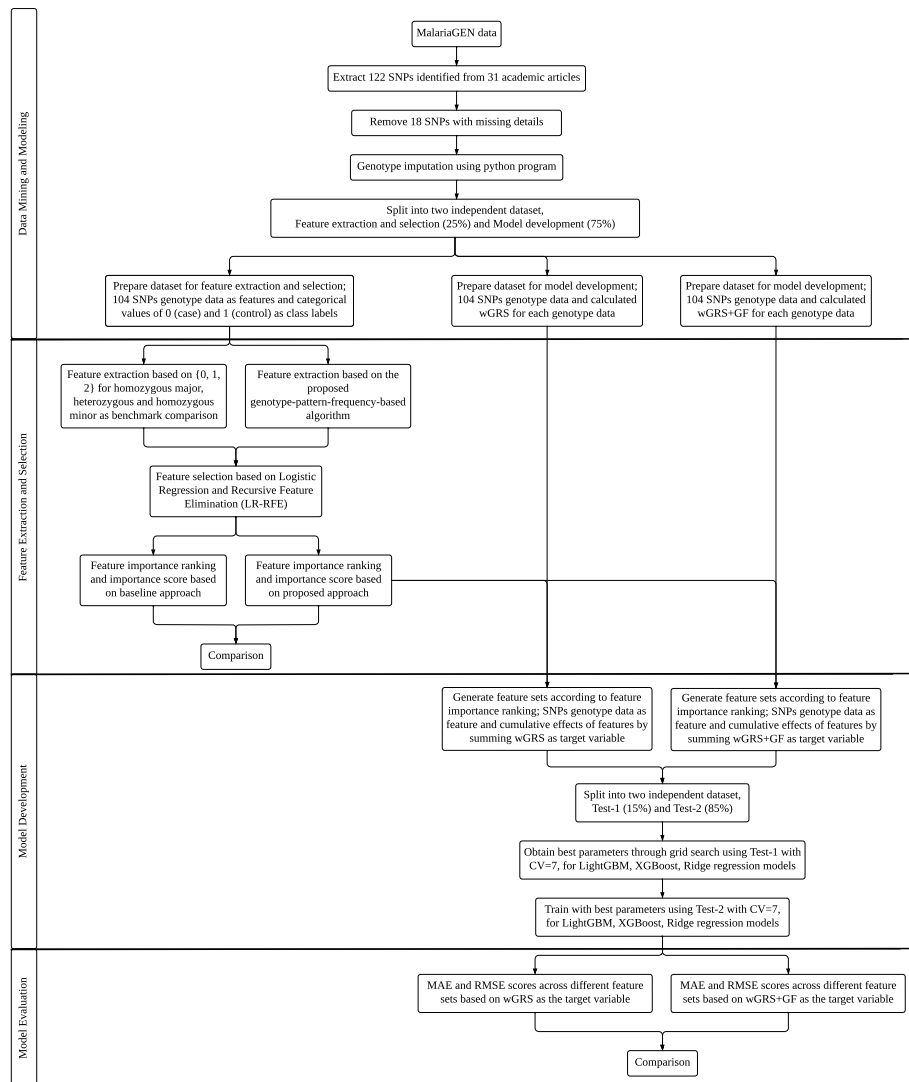 MalariaGEN data
Extract 122 SNPs identified from 31 academic articles
Remove 18 SNPs with missing details
Genotype imputation using python program
Split into two independent dataset,
Feature extraction and selection (25%) and Model development (75%)
Data Mining and Modeling
Prepare dataset for feature extraction and selection;
104 SNPs genotype data as features and categorical
values of 0 (case) and 1 (control) as class labels
Prepare dataset for model development;
104 SNPs genotype data and calculated
wGRS for each genotype data
Prepare dataset for model development;
104 SNPs genotype data and calculated
wGRS+GF for each genotype data
Feature Extraction and Selection
Feature extraction based on {0, 1,
2} for homozygous major,
heterozygous and homozygous
minor as benchmark comparison
Feature extraction based on the
proposed
genotype-pattern-frequency-based
algorithm
Feature selection based on Logistic
Regression and Recursive Feature
Elimination (LR-RFE)
Feature importance ranking
and importance score based
on baseline approach
Feature importance ranking
and importance score based
on proposed approach
Comparison
Model Development
Generate feature sets according to feature
importance ranking; SNPs genotype data as
feature and cumulative effects of features by
summing wGRS as target variable
Generate feature sets according to feature
importance ranking; SNPs genotype data as
feature and cumulative effects of features by
summing wGRS+GF as target variable
Split into two independent dataset,
Test-1 (15%) and Test-2 (85%)
Obtain best parameters through grid search using Test-1 with
CV=7, for LightGBM, XGBoost, Ridge regression models
Train with best parameters using Test-2 with CV=7,
for LightGBM, XGBoost, Ridge regression models
Model Evaluation
MAE and RMSE scores across different feature
sets based on wGRS as the target variable
MAE and RMSE scores across different feature
sets based on wGRS+GF as the target variable
Comparison